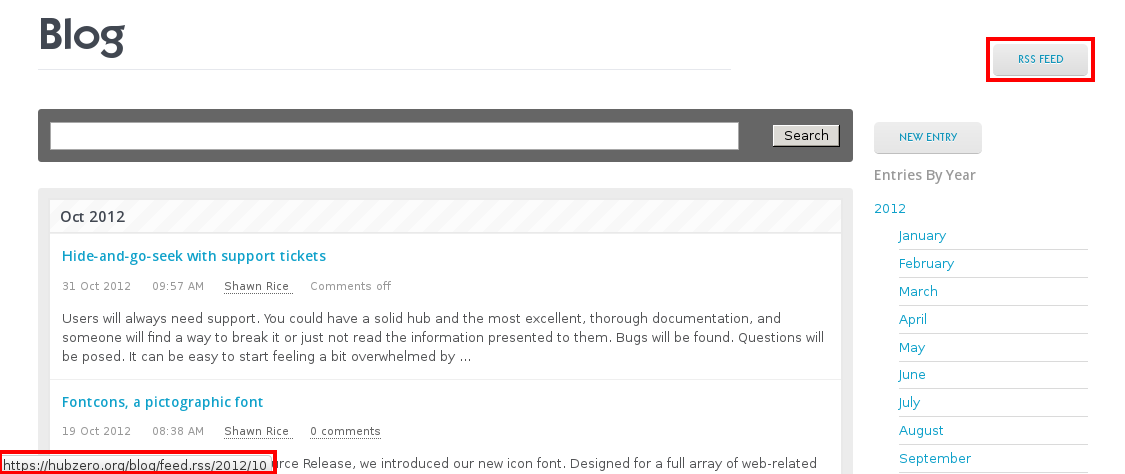 Blog
RSS FEED
Search
NEW ENTRY
Entries By Year
2012
January
February
March
April
May
June
July
August
September
Oct 2012
Hide-and-go-seek with support tickets
31 Oct 2012 09:57 AM Shawn Rice Comments off
Users will always need support. You could have a solid hub and the most excellent, thorough documentation, and
someone will find a way to break it or just not read the information presented to them. Bugs will be found. Questions will
be posed. It can be easy to start feeling a bit overwhelmed by ...
Fontcons, a pictographic font
19 Oct 2012 08:38 AM Shawn Rice 0 comments
https://hubzero.org/blog/feed.rss/2012/10
urce Release, we introduced our new icon font. Designed for a full array of web-related